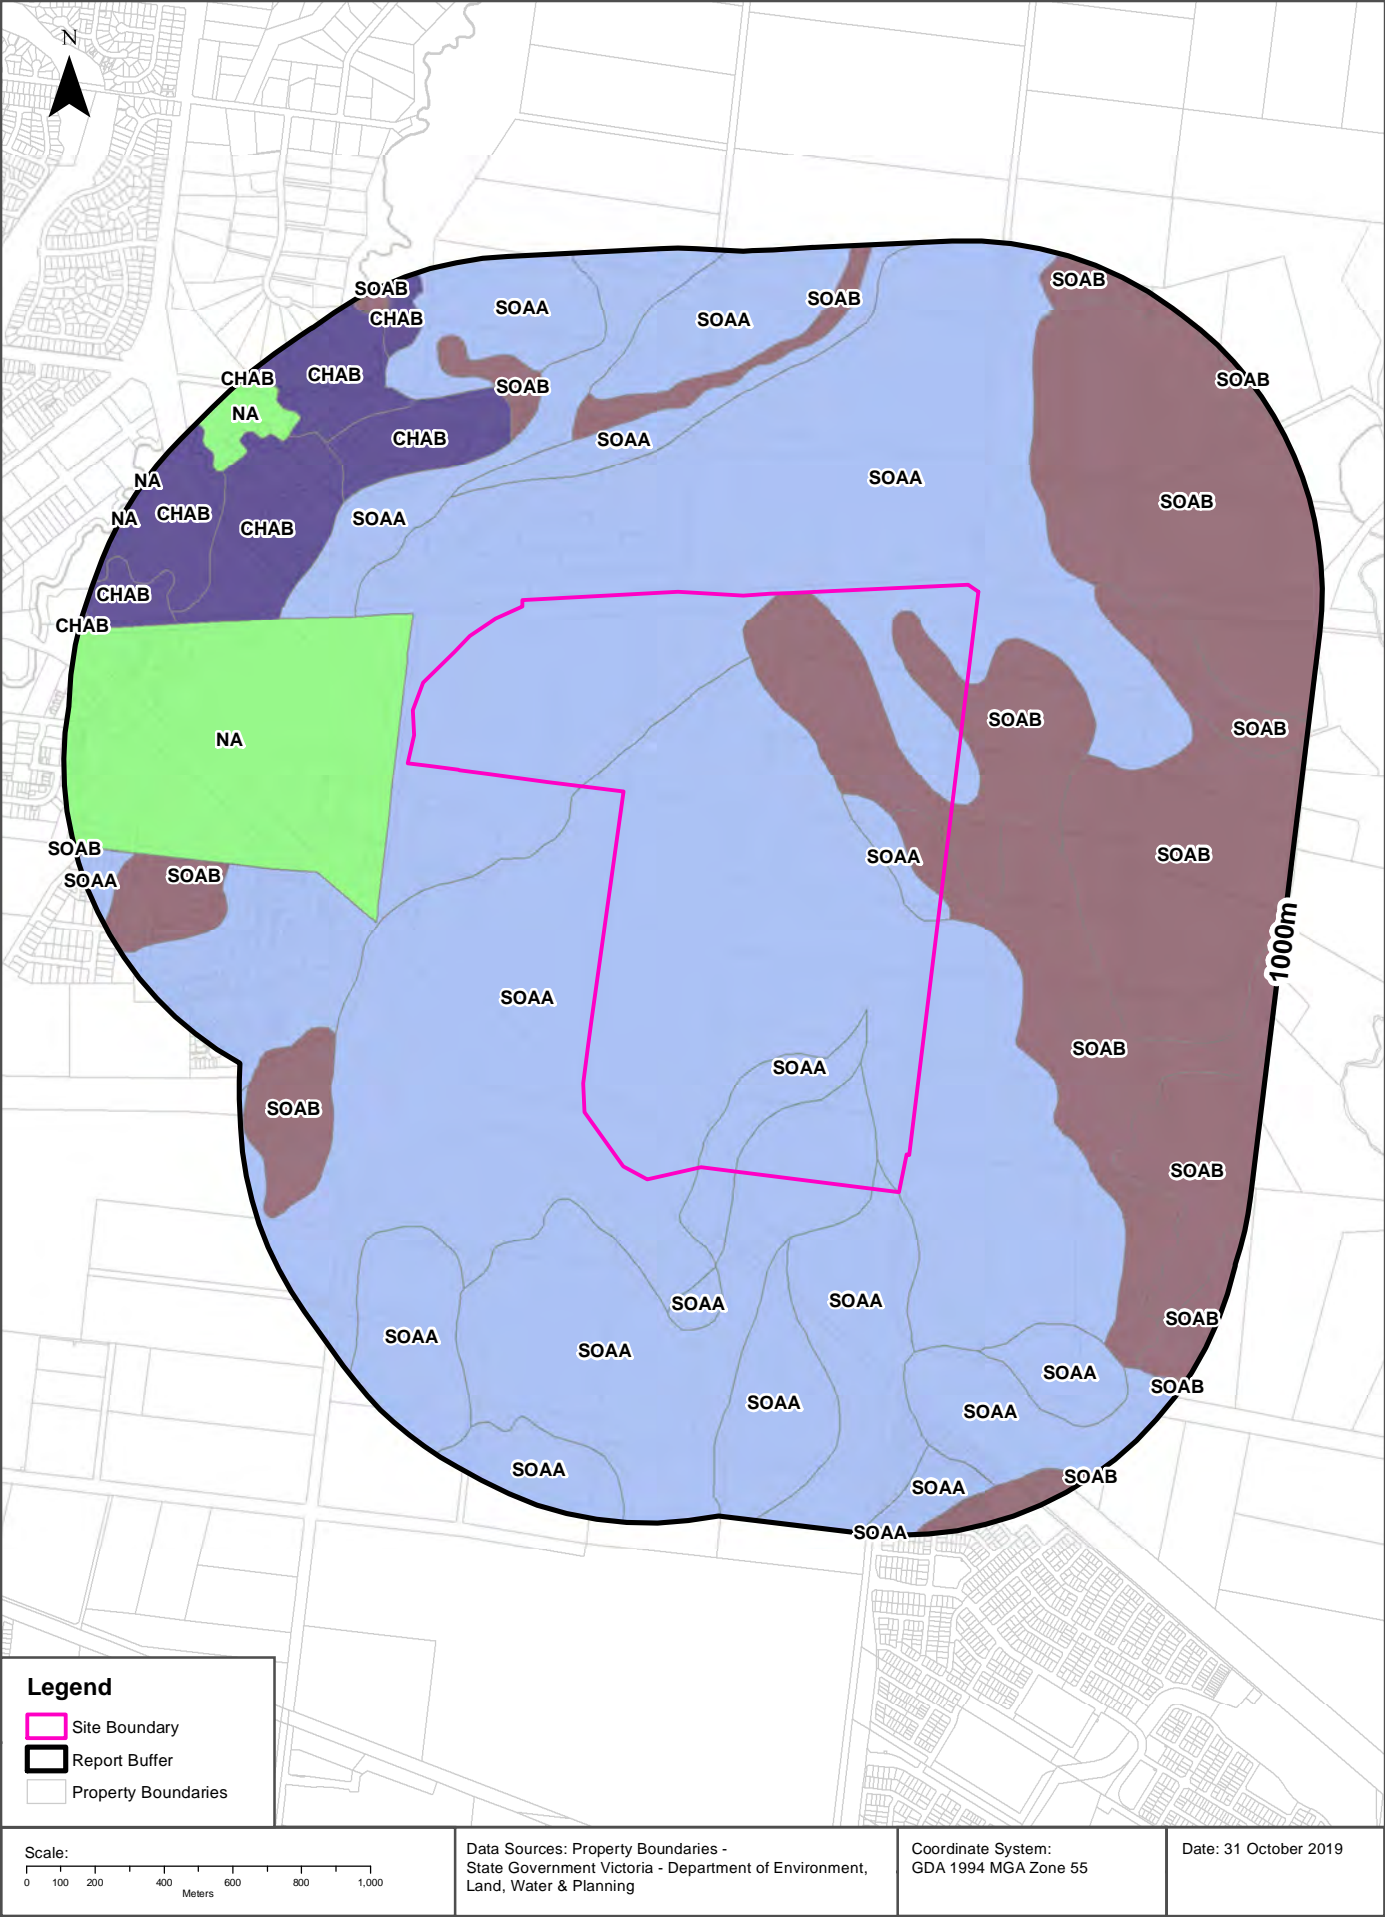 N
SOAB
SOAB
CHAB
SOAA
SOAA
SOAB
CHAB
CHAB
SOAB
SOAB
NA
CHAB
SOAA
SOAA
NA
SOAB
NA
CHAB
CHAB
SOAA
CHAB
CHAB
NA
SOAB
SOAB
SOAB
SOAA
SOAB
SOAB
SOAA
1000m
SOAA
SOAB
SOAA
SOAB
SOAB
SOAA
SOAA
SOAB
SOAA
SOAA
SOAA
SOAB
SOAA
SOAA
SOAA
SOAB
SOAA
SOAA
Legend
Site Boundary
Report Buffer
Property Boundaries
Scale:
0 100 200 400 600 800 1,000
Meters
Data Sources: Property Boundaries -
State Government Victoria - Department of Environment,
Land, Water & Planning
Coordinate System:
GDA 1994 MGA Zone 55
Date: 31 October 2019